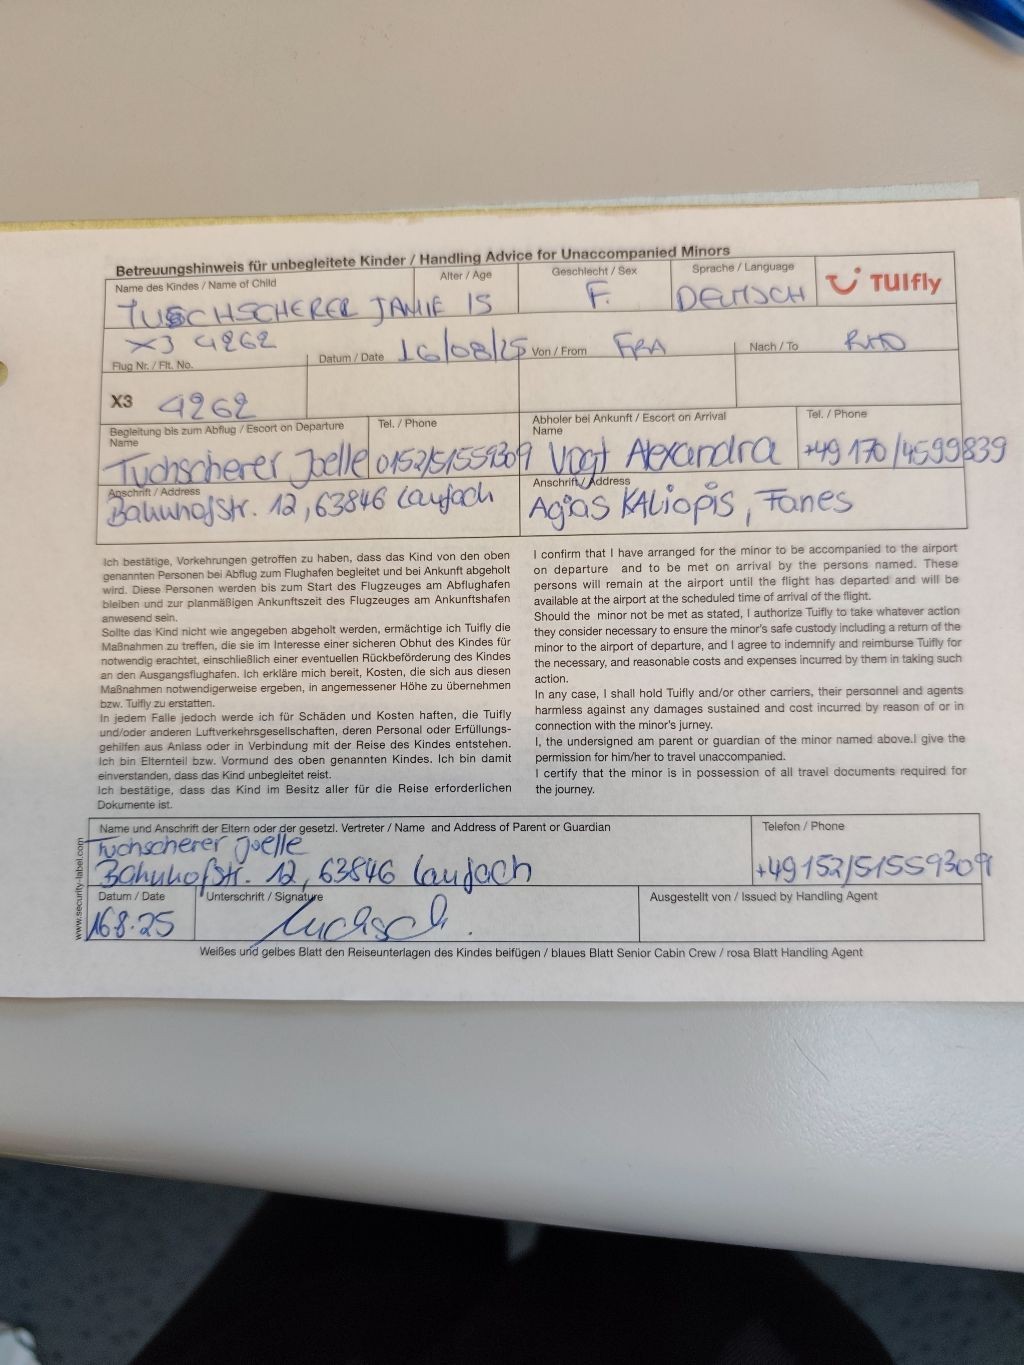 Betreuungshinweis für unbegleitete Kinder / Handling Advice for Unaccompanied Minors
Name des Kindes / Name of Child Alter / Age Geschlecht / Sex Sprache / Language TUIfly
TUSCHSCHERER JAMIE 15 F. DEUTSCH
X3 4262
Flug Nr. / Flt. No. Datum / Date 16/08/25 Von / From FRA Nach / To RHO
X3 4262
Begleitung bis zum Abflug / Escort on Departure Tel. / Phone Abholer bei Ankunft / Escort on Arrival Tel. / Phone
Name Name
Tuchscherer Joelle 0152/51559309 Vogt Alexandra +49 170/4599839
Anschrift / Address Anschrift / Address
Bahnhofstr. 12, 63846 Laufach Agias KALiopis, Fanes
Ich bestätige, Vorkehrungen getroffen zu haben, dass das Kind von den oben
genannten Personen bei Abflug zum Flughafen begleitet und bei Ankunft abgeholt
wird. Diese Personen werden bis zum Start des Flugzeuges am Abflughafen
bleiben und zur planmäßigen Ankunftszeit des Flugzeuges am Ankunftshafen
anwesend sein.
Sollte das Kind nicht wie angegeben abgeholt werden, ermächtige ich Tuifly die
Maßnahmen zu treffen, die sie im Interesse einer sicheren Obhut des Kindes für
notwendig erachtet, einschließlich einer eventuellen Rückbeförderung des Kindes
an den Ausgangsflughafen. Ich erkläre mich bereit, Kosten, die sich aus diesen
Maßnahmen notwendigerweise ergeben, in angemessener Höhe zu übernehmen
bzw. Tuifly zu erstatten.
In jedem Falle jedoch werde ich für Schäden und Kosten haften, die Tuifly
und/oder anderen Luftverkehrsgesellschaften, deren Personal oder Erfüllungs-
gehilfen aus Anlass oder in Verbindung mit der Reise des Kindes entstehen.
Ich bin Elternteil bzw. Vormund des oben genannten Kindes. Ich bin damit
einverstanden, dass das Kind unbegleitet reist.
Ich bestätige, dass das Kind im Besitz aller für die Reise erforderlichen
Dokumente ist.
I confirm that I have arranged for the minor to be accompanied to the airport
on departure and to be met on arrival by the persons named. These
persons will remain at the airport until the flight has departed and will be
available at the airport at the scheduled time of arrival of the flight.
Should the minor not be met as stated, I authorize Tuifly to take whatever action
they consider necessary to ensure the minor's safe custody including a return of the
minor to the airport of departure, and I agree to indemnify and reimburse Tuifly for
the necessary, and reasonable costs and expenses incurred by them in taking such
action.
In any case, I shall hold Tuifly and/or other carriers, their personnel and agents
harmless against any damages sustained and cost incurred by reason of or in
connection with the minor's jurney.
I, the undersigned am parent or guardian of the minor named above.I give the
permission for him/her to travel unaccompanied.
I certify that the minor is in possession of all travel documents required for
the journey.
Name und Anschrift der Eltern oder der gesetzl. Vertreter / Name and Address of Parent or Guardian Telefon / Phone
Tuchscherer Joelle
Bahnhofstr. 12, 63846 Laufach +49 152/51559309
Datum / Date Unterschrift / Signature Ausgestellt von / Issued by Handling Agent
16.8.25
Weißes und gelbes Blatt den Reiseunterlagen des Kindes beifügen / blaues Blatt Senior Cabin Crew / rosa Blatt Handling Agent
www.security-label.com